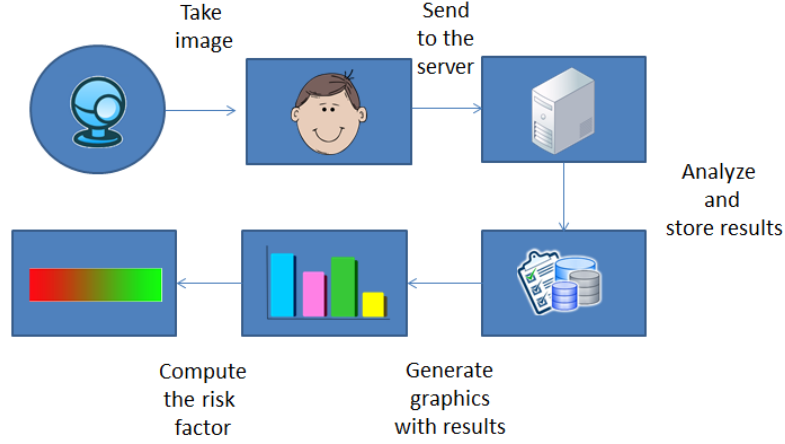 Take
image
Send
to the
server
Analyze
and
store results
Compute
the risk
factor
Generate
graphics
with results